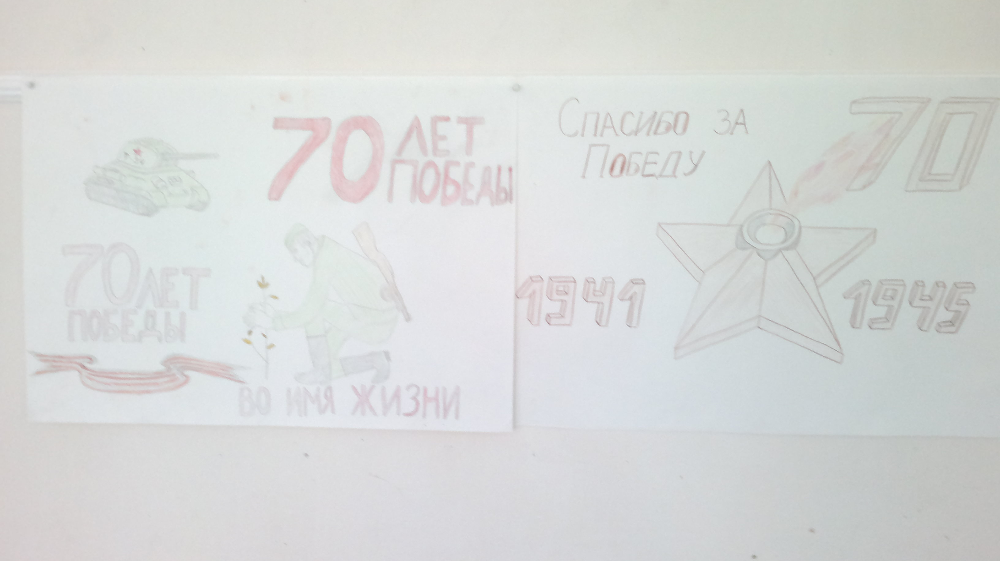 70 ЛЕТ
ПОБЕДЫ
70 ЛЕТ
ПОБЕДЫ
ВО ИМЯ ЖИЗНИ
СПАСИБО ЗА
ПОБЕДУ
70
1941
1945